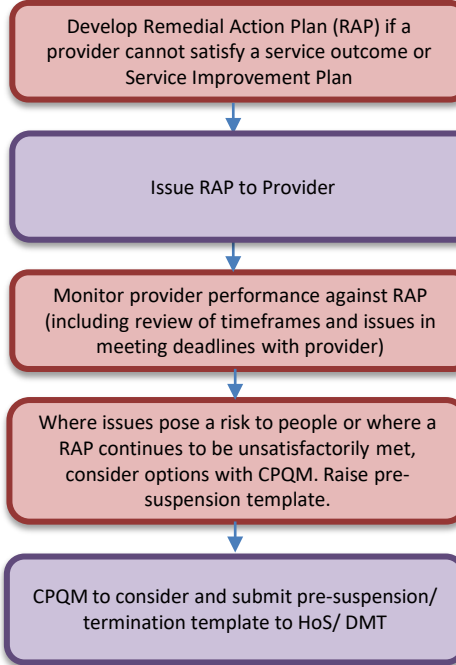 Develop Remedial Action Plan (RAP) if a
provider cannot satisfy a service outcome or
Service Improvement Plan
Issue RAP to Provider
Monitor provider performance against RAP
(including review of timeframes and issues in
meeting deadlines with provider)
Where issues pose a risk to people or where a
RAP continues to be unsatisfactorily met,
consider options with CPQM. Raise pre-
suspension template.
CPQM to consider and submit pre-suspension/
termination template to HoS/ DMT